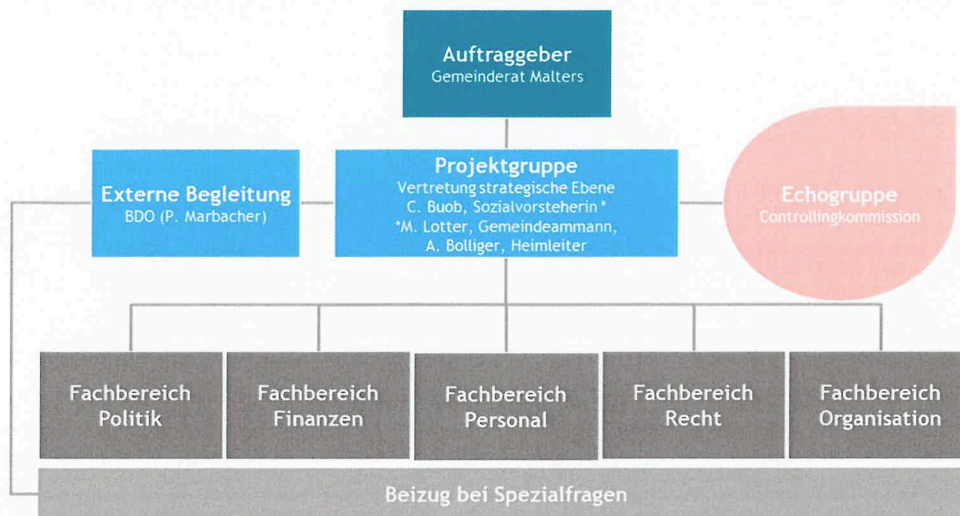 Auftraggeber
Gemeinderat Malters
Externe Begleitung
BDO (P. Marbacher)
Projektgruppe
Vertretung strategische Ebene
C. Buob, Sozialvorsteherin *
*M. Lotter, Gemeindeammann,
A. Bolliger, Heimleiter
Echogruppe
Controllingkommission
Fachbereich
Politik
Fachbereich
Finanzen
Fachbereich
Personal
Fachbereich
Recht
Fachbereich
Organisation
Beizug bei Spezialfragen